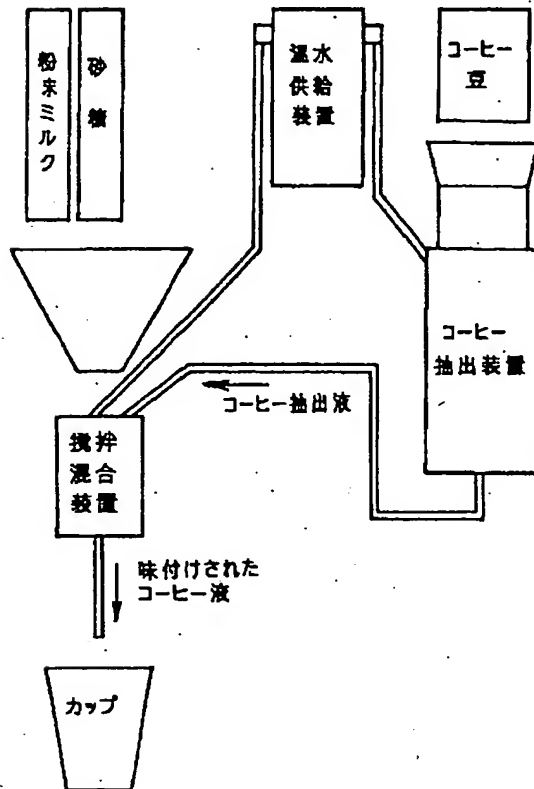 粉末ミルク
砂糖
温水
供給
装置
コーヒー
豆
コーヒー
抽出装置
コーヒー抽出液
撹拌
混合
装置
味付けされた
コーヒー液
カップ